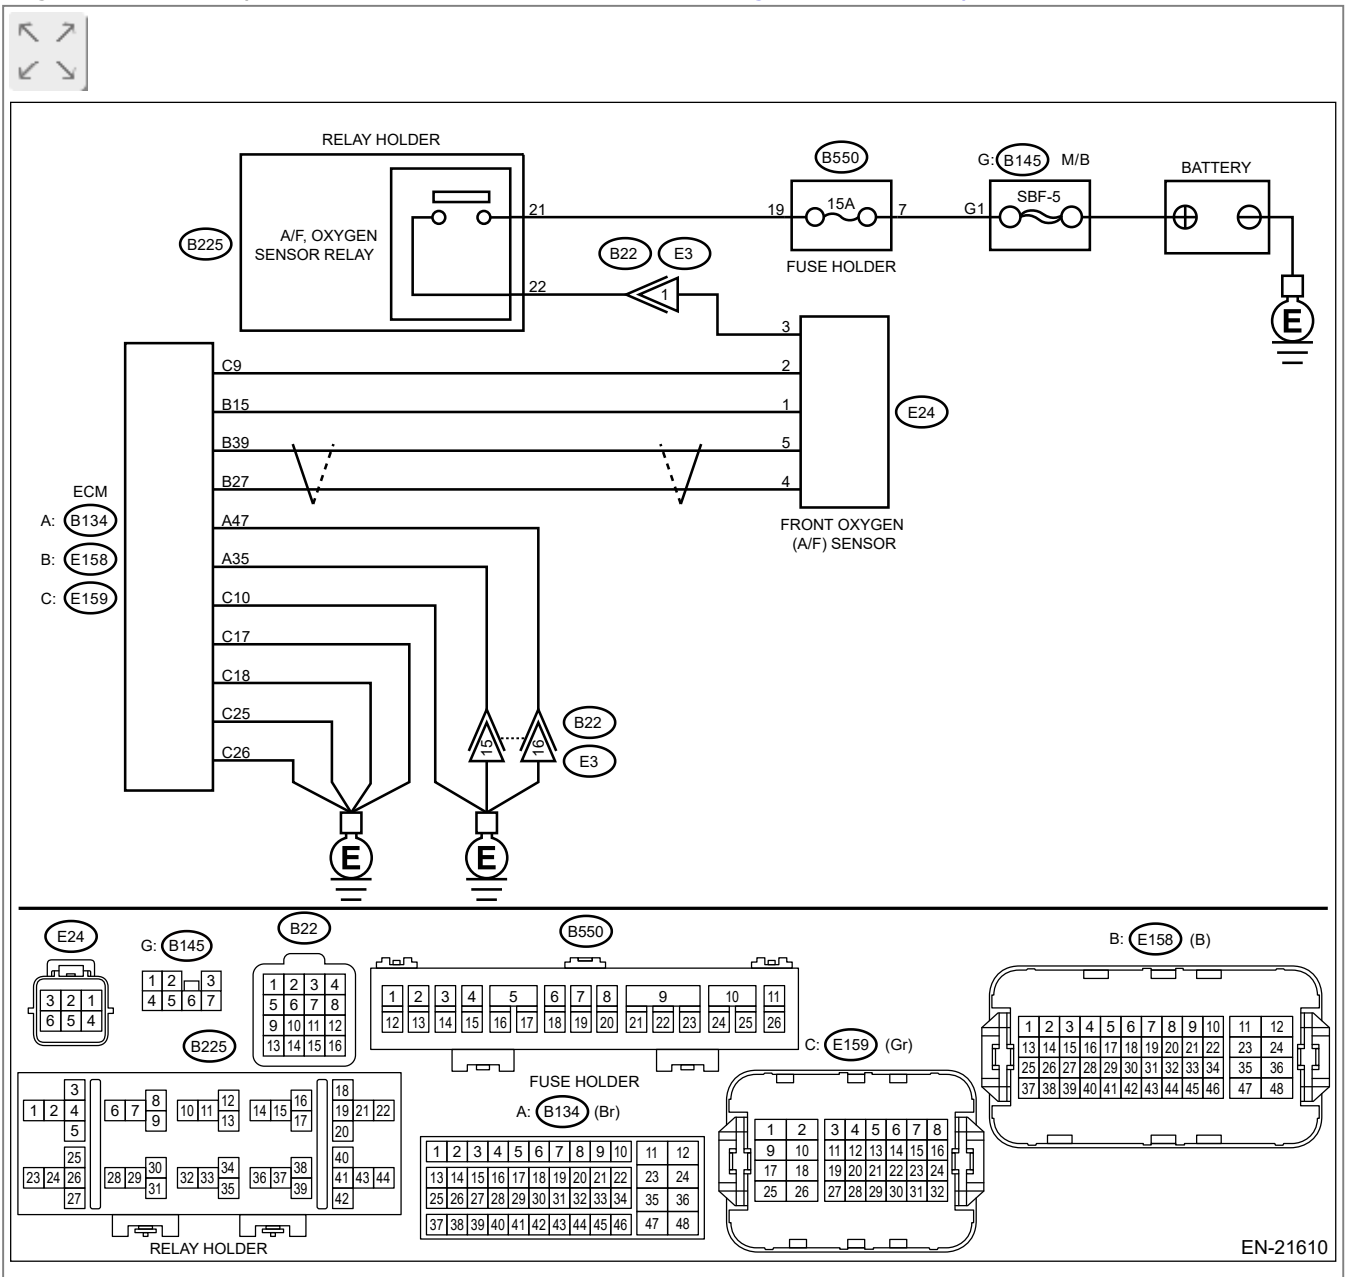 RELAY HOLDER
B550
G: B145 M/B
BATTERY
21
19
15A
7
G1
SBF-5
A/F, OXYGEN
SENSOR RELAY
B225
B22
E3
FUSE HOLDER
22
1
E
3
C9
2
B15
1
E24
B39
5
B27
4
ECM
A: B134
B: E158
C: E159
FRONT OXYGEN
(A/F) SENSOR
A47
A35
C10
C17
C18
C25
C26
15
16
B22
E3
E
E
E24
3 2 1
6 5 4
G: B145
1 2 3
4 5 6 7
B22
1 2 3 4
5 6 7 8
9 10 11 12
13 14 15 16
B550
1 2 3 4 5 6 7 8 9 10 11
12 13 14 15 16 17 18 19 20 21 22 23 24 25 26
FUSE HOLDER
B: E158 (B)
1 2 3 4 5 6 7 8 9 10 11 12
13 14 15 16 17 18 19 20 21 22 23 24
25 26 27 28 29 30 31 32 33 34 35 36
37 38 39 40 41 42 43 44 45 46 47 48
B225
3 8 12 16 18
1 2 4 6 7 10 11 14 15 19 21 22
5 9 13 17 20
25 30 34 38 40
23 24 26 28 29 32 33 36 37 41 43 44
27 31 35 39 42
RELAY HOLDER
A: B134 (Br)
1 2 3 4 5 6 7 8 9 10 11 12
13 14 15 16 17 18 19 20 21 22 23 24
25 26 27 28 29 30 31 32 33 34 35 36
37 38 39 40 41 42 43 44 45 46 47 48
C: E159 (Gr)
1 2 3 4 5 6 7 8
9 10 11 12 13 14 15 16
17 18 19 20 21 22 23 24
25 26 27 28 29 30 31 32
EN-21610